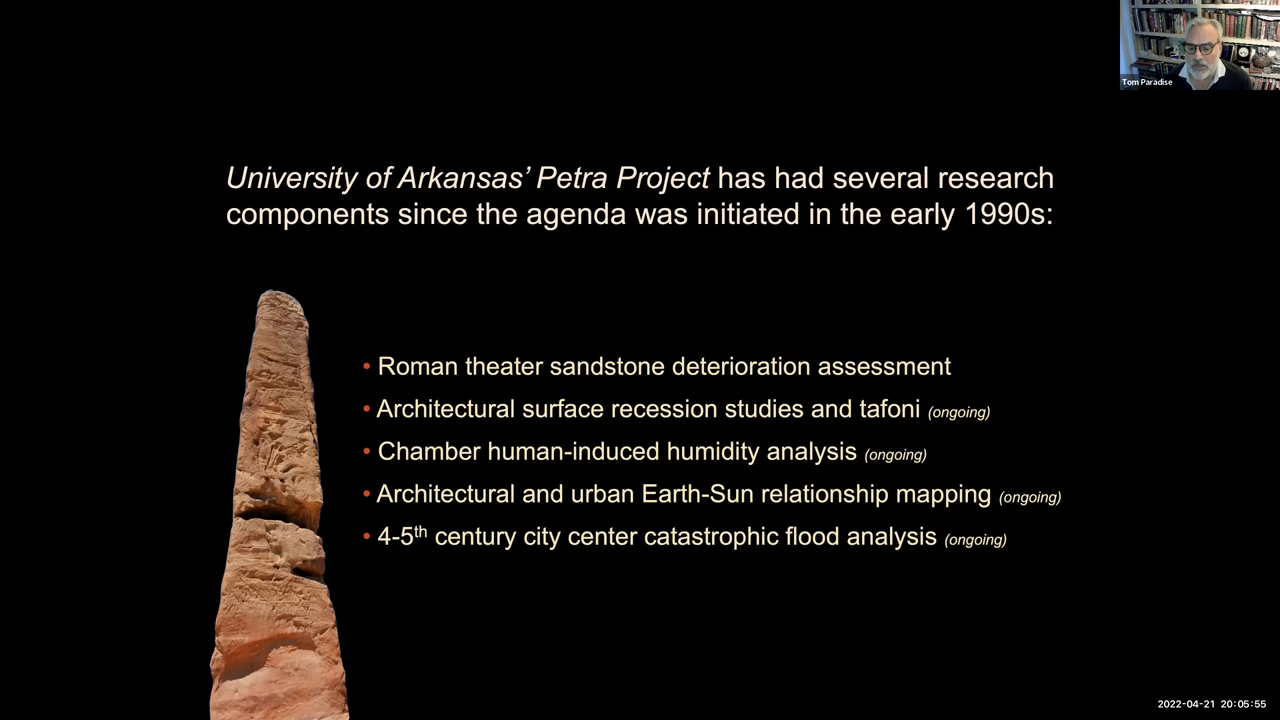 Tom Paradise
University of Arkansas’ Petra Project has had several research
components since the agenda was initiated in the early 1990s:
• Roman theater sandstone deterioration assessment
• Architectural surface recession studies and tafoni (ongoing)
• Chamber human-induced humidity analysis (ongoing)
• Architectural and urban Earth-Sun relationship mapping (ongoing)
• 4-5th century city center catastrophic flood analysis (ongoing)
2022-04-21 20:05:55